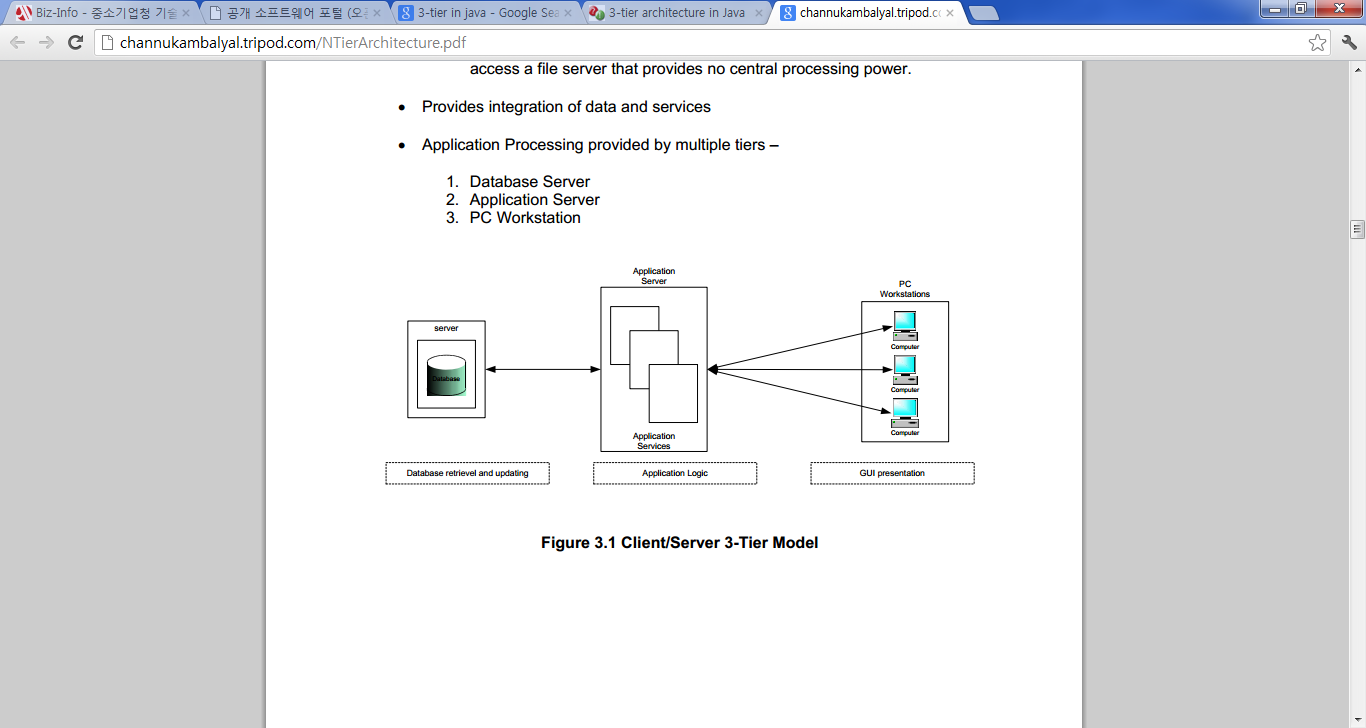 Biz-Info - 중소기업청 기술
공개 소프트웨어 포털 (오픈
3-tier in java - Google Sea
3-tier architecture in Java
channukambalyal.tripod.co
channukambalyal.tripod.com/NTierArchitecture.pdf
access a file server that provides no central processing power.
• Provides integration of data and services
• Application Processing provided by multiple tiers –
1. Database Server
2. Application Server
3. PC Workstation
Application
Server
PC
Workstations
server
Database
Computer
Computer
Computer
Application
Services
Database retrievel and updating
Application Logic
GUI presentation
Figure 3.1 Client/Server 3-Tier Model